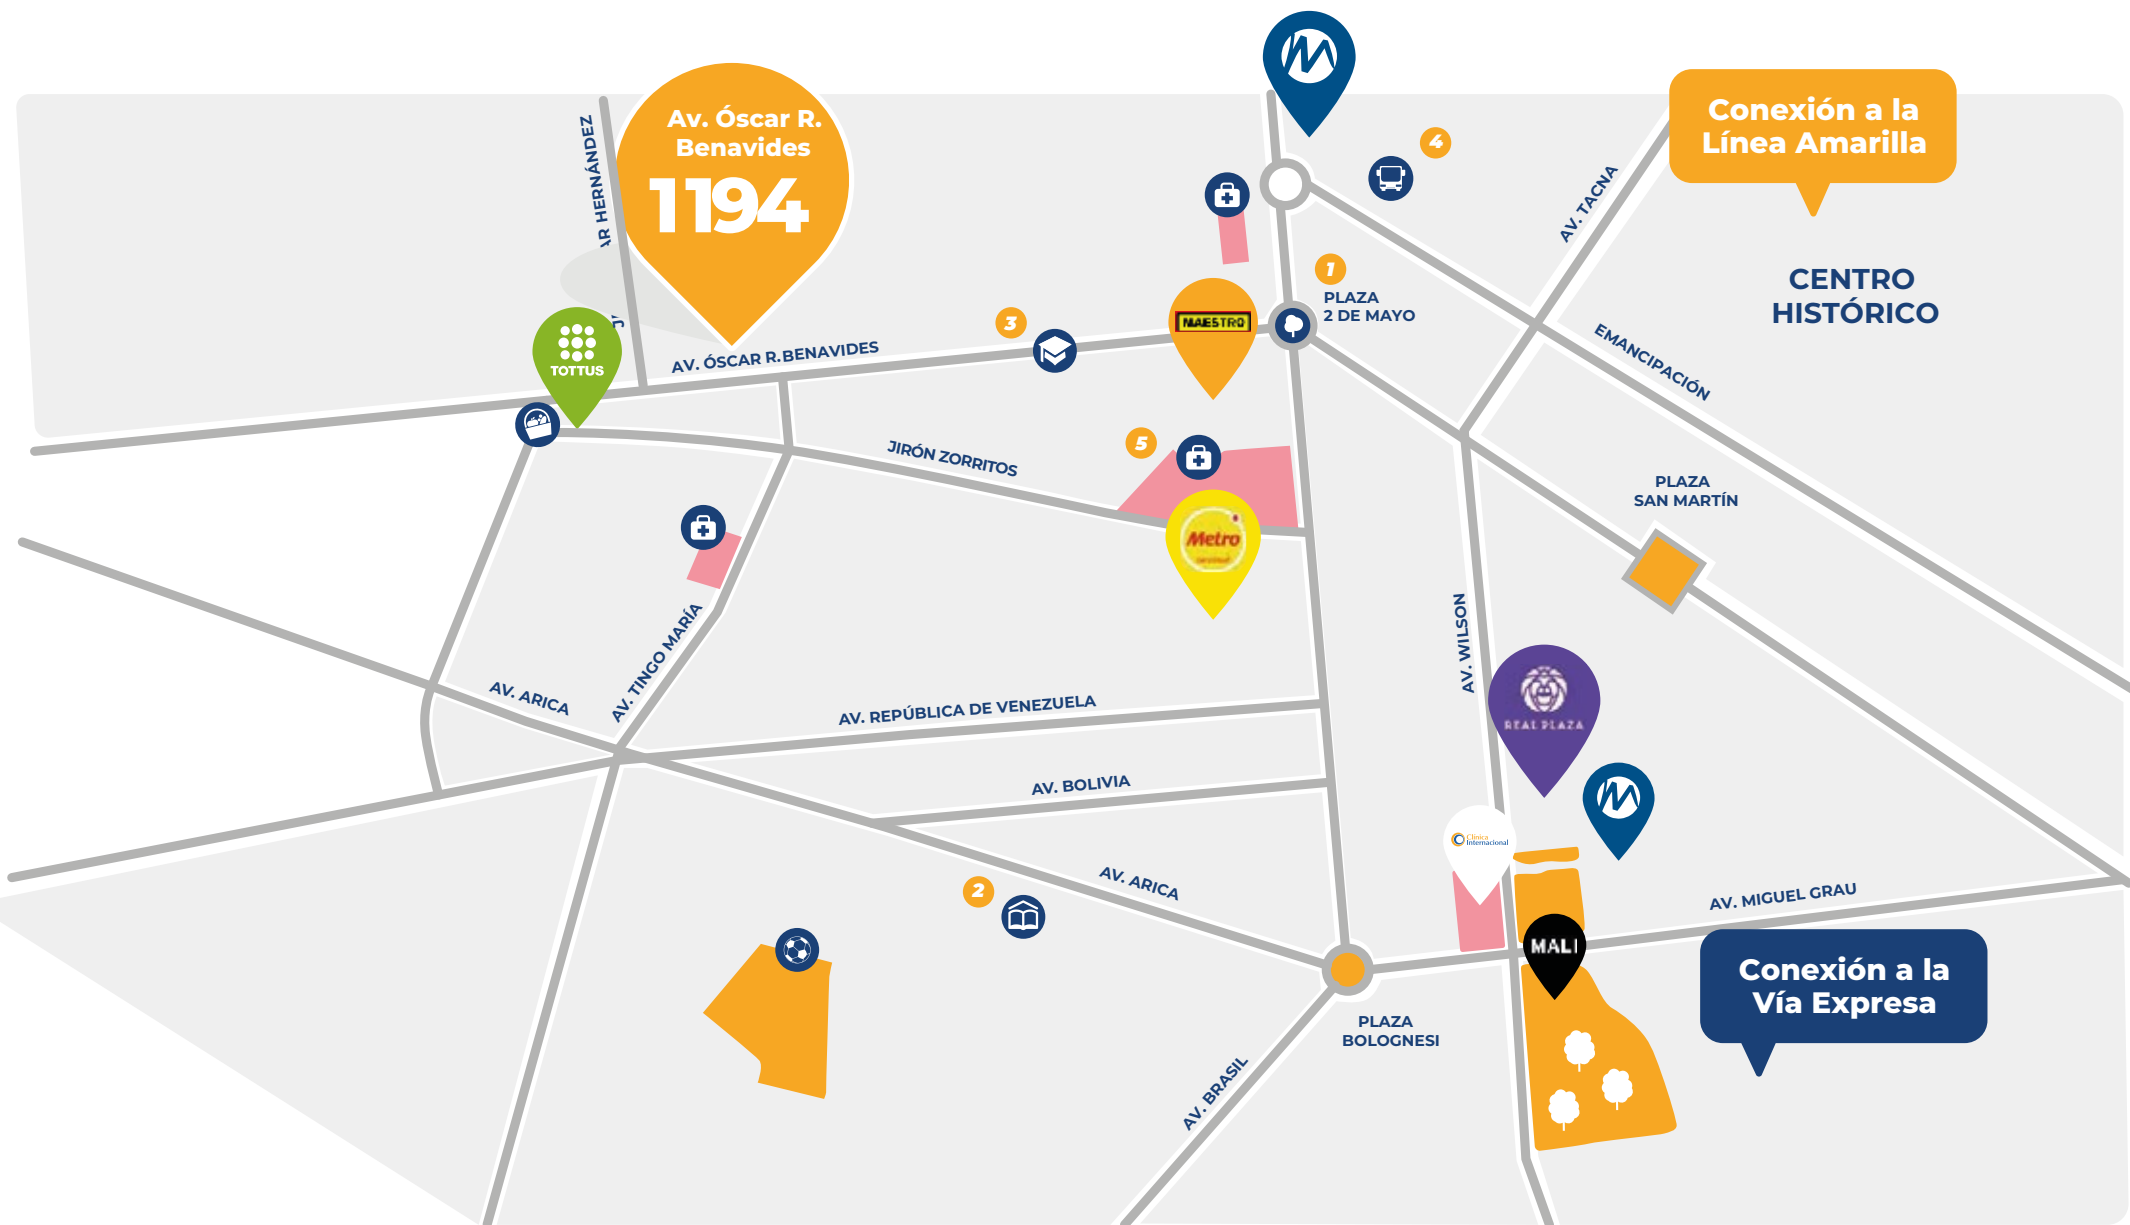 Av. Óscar R.
Benavides
1194
Conexión a la
Línea Amarilla
4
AV. TACNA
AR HERNÁNDEZ
1
PLAZA
2 DE MAYO
CENTRO
HISTÓRICO
3
MAESTRO
EMANCIPACIÓN
TOTTUS
AV. ÓSCAR R.BENAVIDES
5
JIRÓN ZORRITOS
PLAZA
SAN MARTÍN
Metro
AV. WILSON
AV. TINGO MARÍA
AV. ARICA
AV. REPÚBLICA DE VENEZUELA
REAL PLAZA
AV. BOLIVIA
Clínica
Internacional
2
AV. ARICA
AV. MIGUEL GRAU
MALI
Conexión a la
Vía Expresa
PLAZA
BOLOGNESI
AV. BRASIL